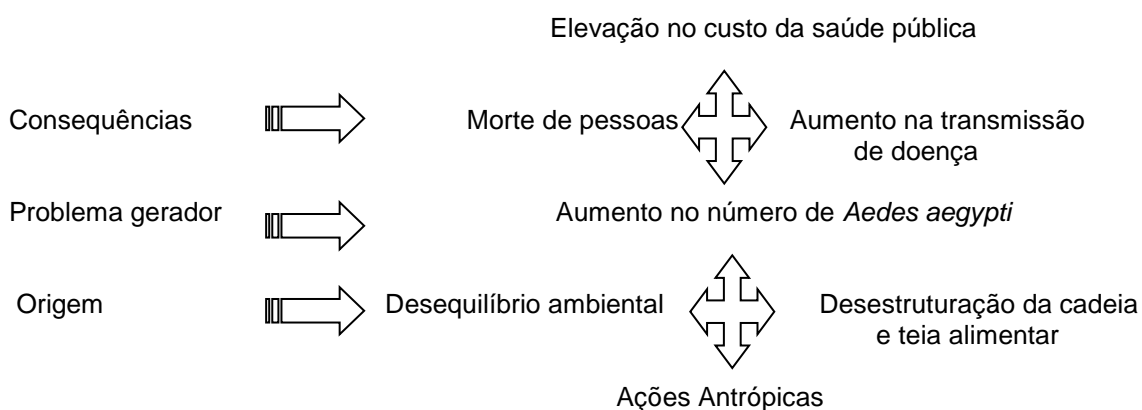 Elevação no custo da saúde pública
Consequências
Morte de pessoas
Aumento na transmissão
de doença
Problema gerador
Aumento no número de Aedes aegypti
Origem
Desequilíbrio ambiental
Desestruturação da cadeia
e teia alimentar
Ações Antrópicas